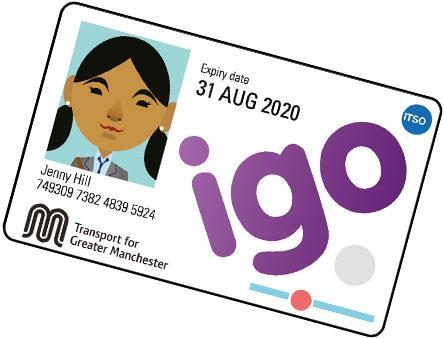 Expiry date
31 AUG 2020
ITSO
igo
Jenny Hill
749309 7382 4839 5924
Transport for
Greater Manchester